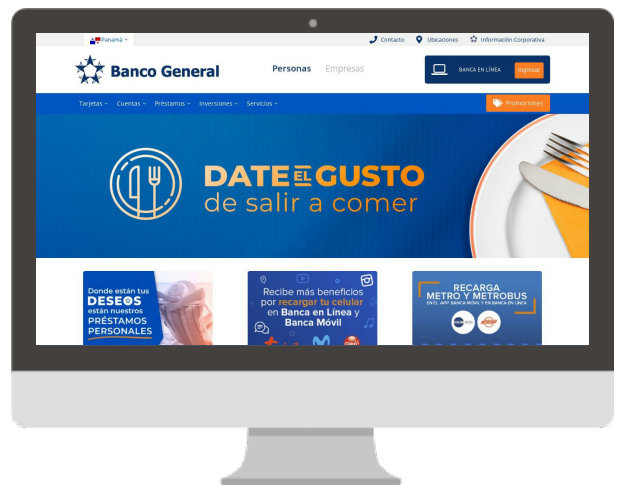 Panamá
Contacto
Ubicaciones
Información Corporativa
Banco General
Personas
Empresas
BANCA EN LÍNEA
Ingresar
Tarjetas
Cuentas
Préstamos
Inversiones
Servicios
Promociones
DATE EL GUSTO
de salir a comer
Donde están tus
DESEOS
están nuestros
PRÉSTAMOS
PERSONALES
Recibe más beneficios
por recargar tu celular
en Banca en Línea y
Banca Móvil
RECARGA
METRO Y METROBUS
EN EL APP BANCA MÓVIL Y EN BANCA EN LÍNEA